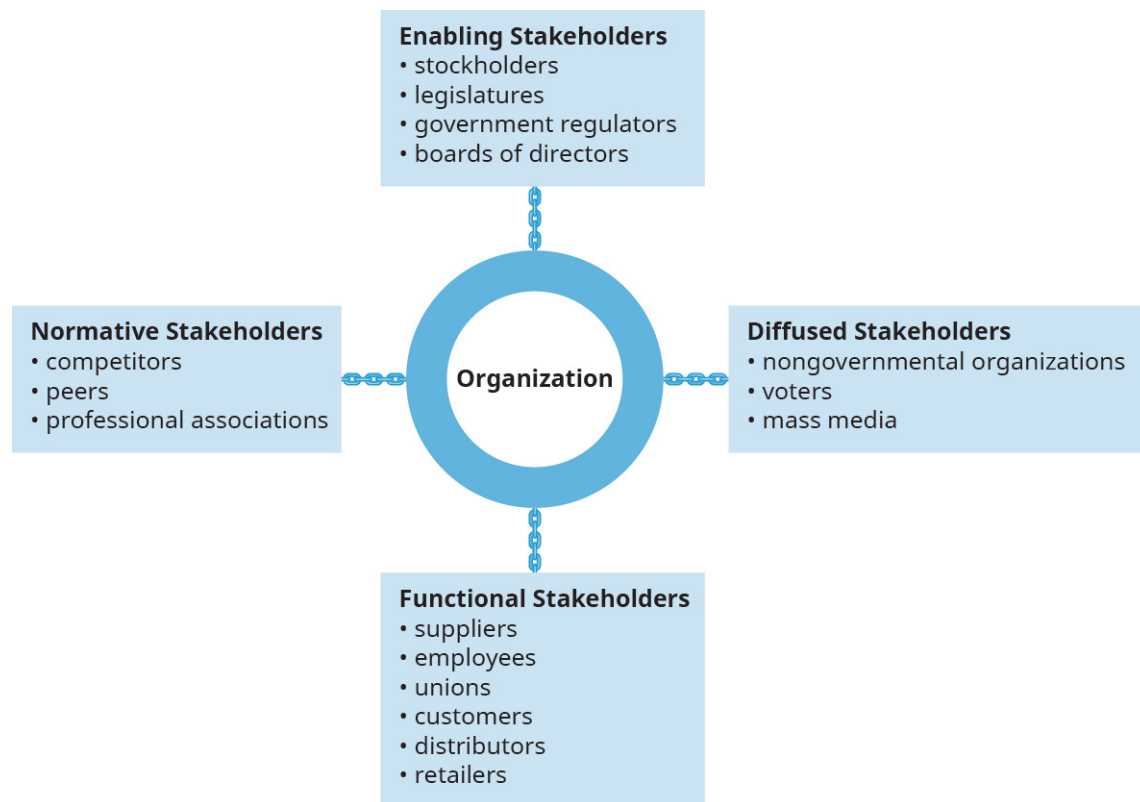 Enabling Stakeholders
• stockholders
• legislatures
• government regulators
• boards of directors
Normative Stakeholders
• competitors
• peers
• professional associations
Organization
Diffused Stakeholders
• nongovernmental organizations
• voters
• mass media
Functional Stakeholders
• suppliers
• employees
• unions
• customers
• distributors
• retailers